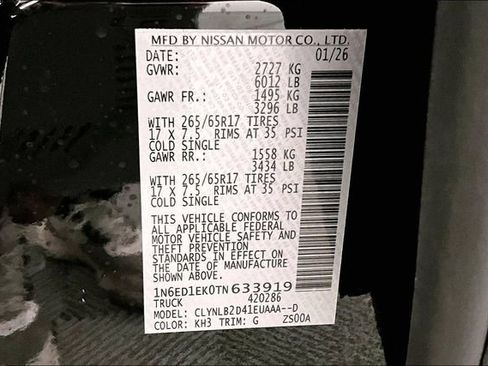 MFD BY NISSAN MOTOR CO., LTD.
DATE: 01/26
GVWR: 2727 KG
6012 LB
GAWR FR.: 1495 KG
3296 LB
WITH 265/65R17 TIRES
17 X 7.5 RIMS AT 35 PSI
COLD SINGLE
GAWR RR.: 1558 KG
3434 LB
WITH 265/65R17 TIRES
17 X 7.5 RIMS AT 35 PSI
COLD SINGLE
THIS VEHICLE CONFORMS TO
ALL APPLICABLE FEDERAL
MOTOR VEHICLE SAFETY AND
THEFT PREVENTION
STANDARDS IN EFFECT ON
THE DATE OF MANUFACTURE
SHOWN ABOVE.
1N6ED1EK0TN633919
TRUCK 420286
MODEL: CLYNLB2D41EUAAA--D
COLOR: KH3 TRIM: G ZS00A